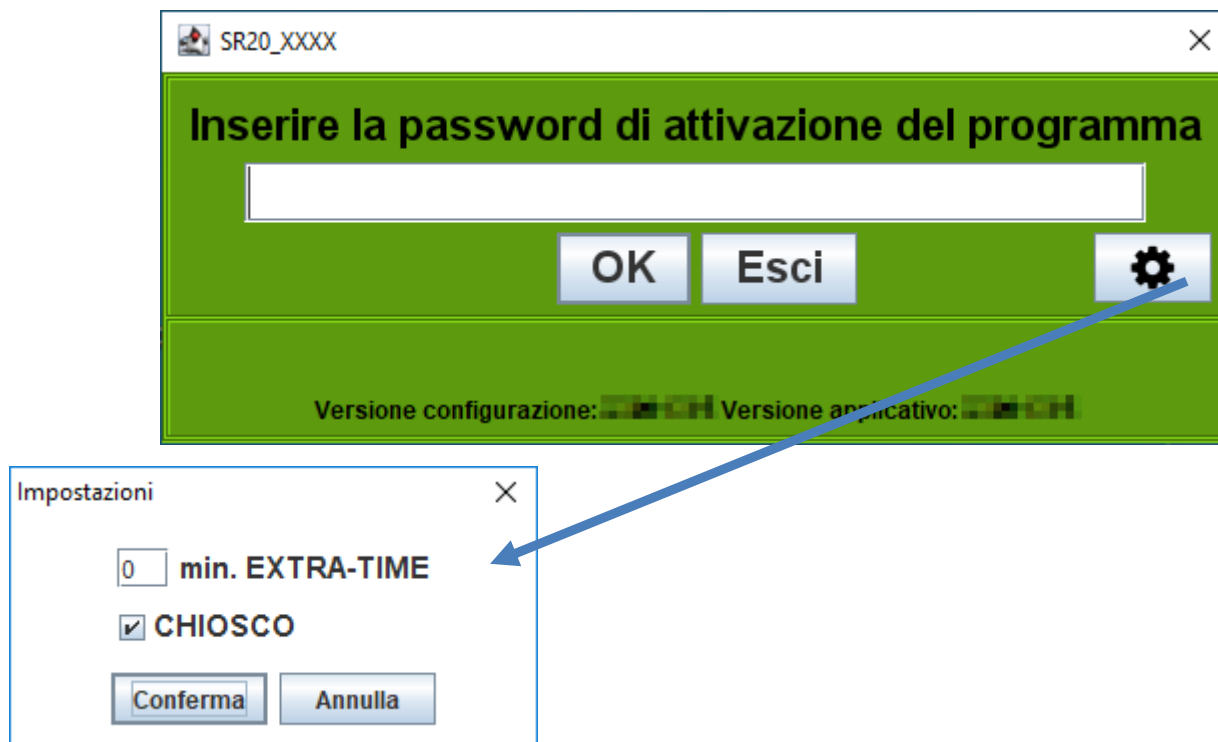 SR20_XXXX
Inserire la password di attivazione del programma
OK Esci
Versione configurazione: Versione applicativo:
Impostazioni
0 min. EXTRA-TIME
CHIOSCO
Conferma Annulla